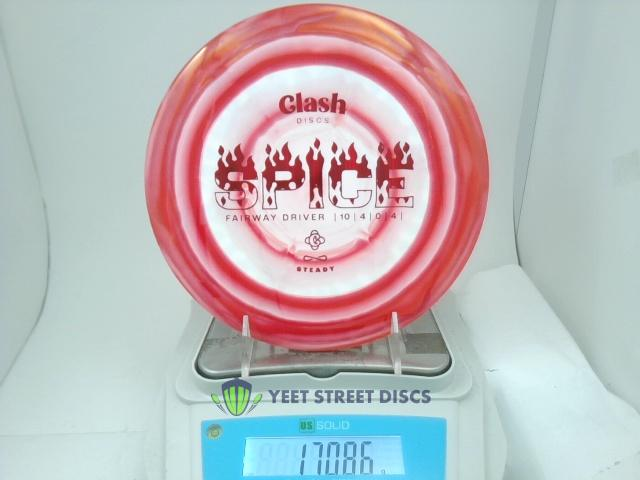 Clash
DISCS
SPICE
FAIRWAY DRIVER | 10 | 4 | 0 | 4 |
STEADY
YEET STREET DISCS
US SOLID
170.86 g